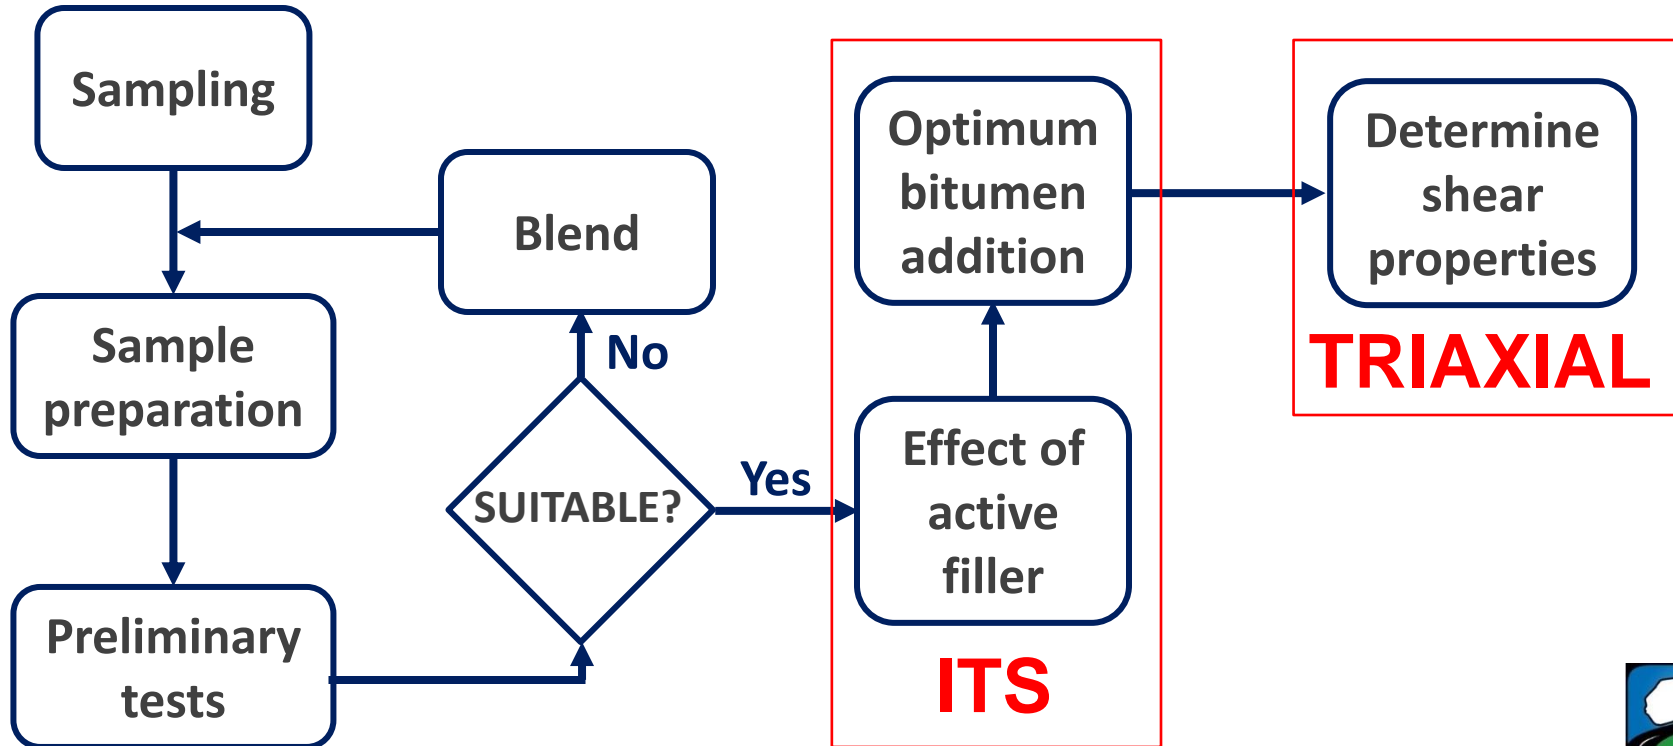 Sampling
Sample
preparation
Preliminary
tests
Blend
No
SUITABLE?
Yes
Optimum
bitumen
addition
Effect of
active
filler
ITS
Determine
shear
properties
TRIAXIAL